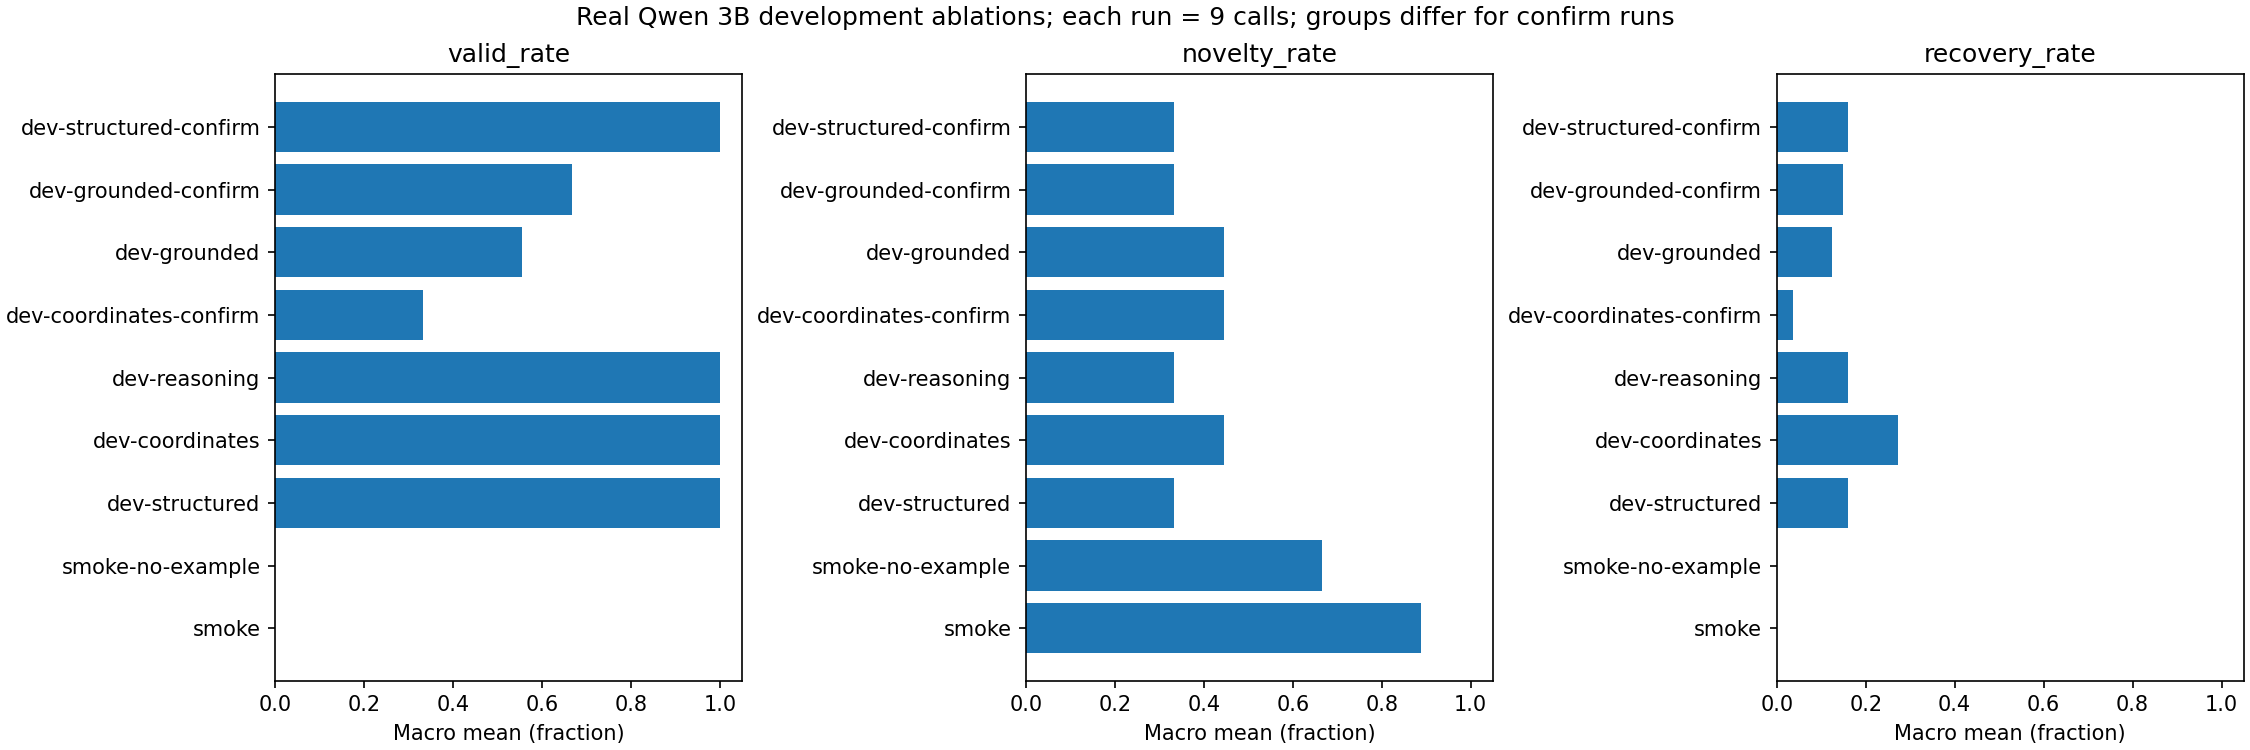 Real Qwen 3B development ablations; each run = 9 calls; groups differ for confirm runs
valid_rate
dev-structured-confirm
dev-grounded-confirm
dev-grounded
dev-coordinates-confirm
dev-reasoning
dev-coordinates
dev-structured
smoke-no-example
smoke
0.0 0.2 0.4 0.6 0.8 1.0
Macro mean (fraction)
novelty_rate
dev-structured-confirm
dev-grounded-confirm
dev-grounded
dev-coordinates-confirm
dev-reasoning
dev-coordinates
dev-structured
smoke-no-example
smoke
0.0 0.2 0.4 0.6 0.8 1.0
Macro mean (fraction)
recovery_rate
dev-structured-confirm
dev-grounded-confirm
dev-grounded
dev-coordinates-confirm
dev-reasoning
dev-coordinates
dev-structured
smoke-no-example
smoke
0.0 0.2 0.4 0.6 0.8 1.0
Macro mean (fraction)